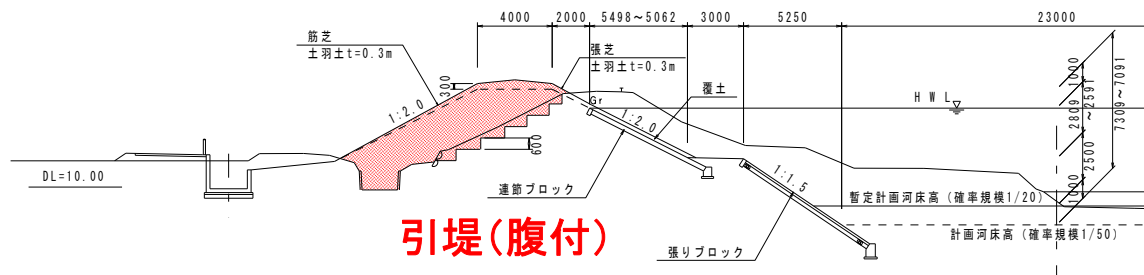 4000 2000 5498～5062 3000 5250 23000
筋芝
土羽土t=0.3m
張芝
土羽土t=0.3m
覆土
300
1:2.0
Gr
1:2.0
HWL
1000
2809～2591
2500
1000
7309～7091
600
DL=10.00
連節ブロック
1:1.5
暫定計画河床高（確率規模1/20）
計画河床高（確率規模1/50）
引堤(腹付)
張りブロック